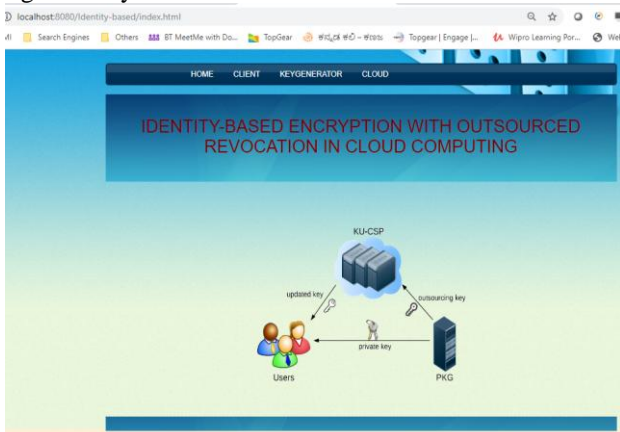 localhost:8080/Identity-based/index.html
Search Engines Others BT MeetMe with Do... TopGear Topgear | Engage |... Wipro Learning Por...
HOME CLIENT KEYGENERATOR CLOUD
IDENTITY-BASED ENCRYPTION WITH OUTSOURCED
REVOCATION IN CLOUD COMPUTING
KU-CSP
updated key
outsourcing key
private key
Users
PKG